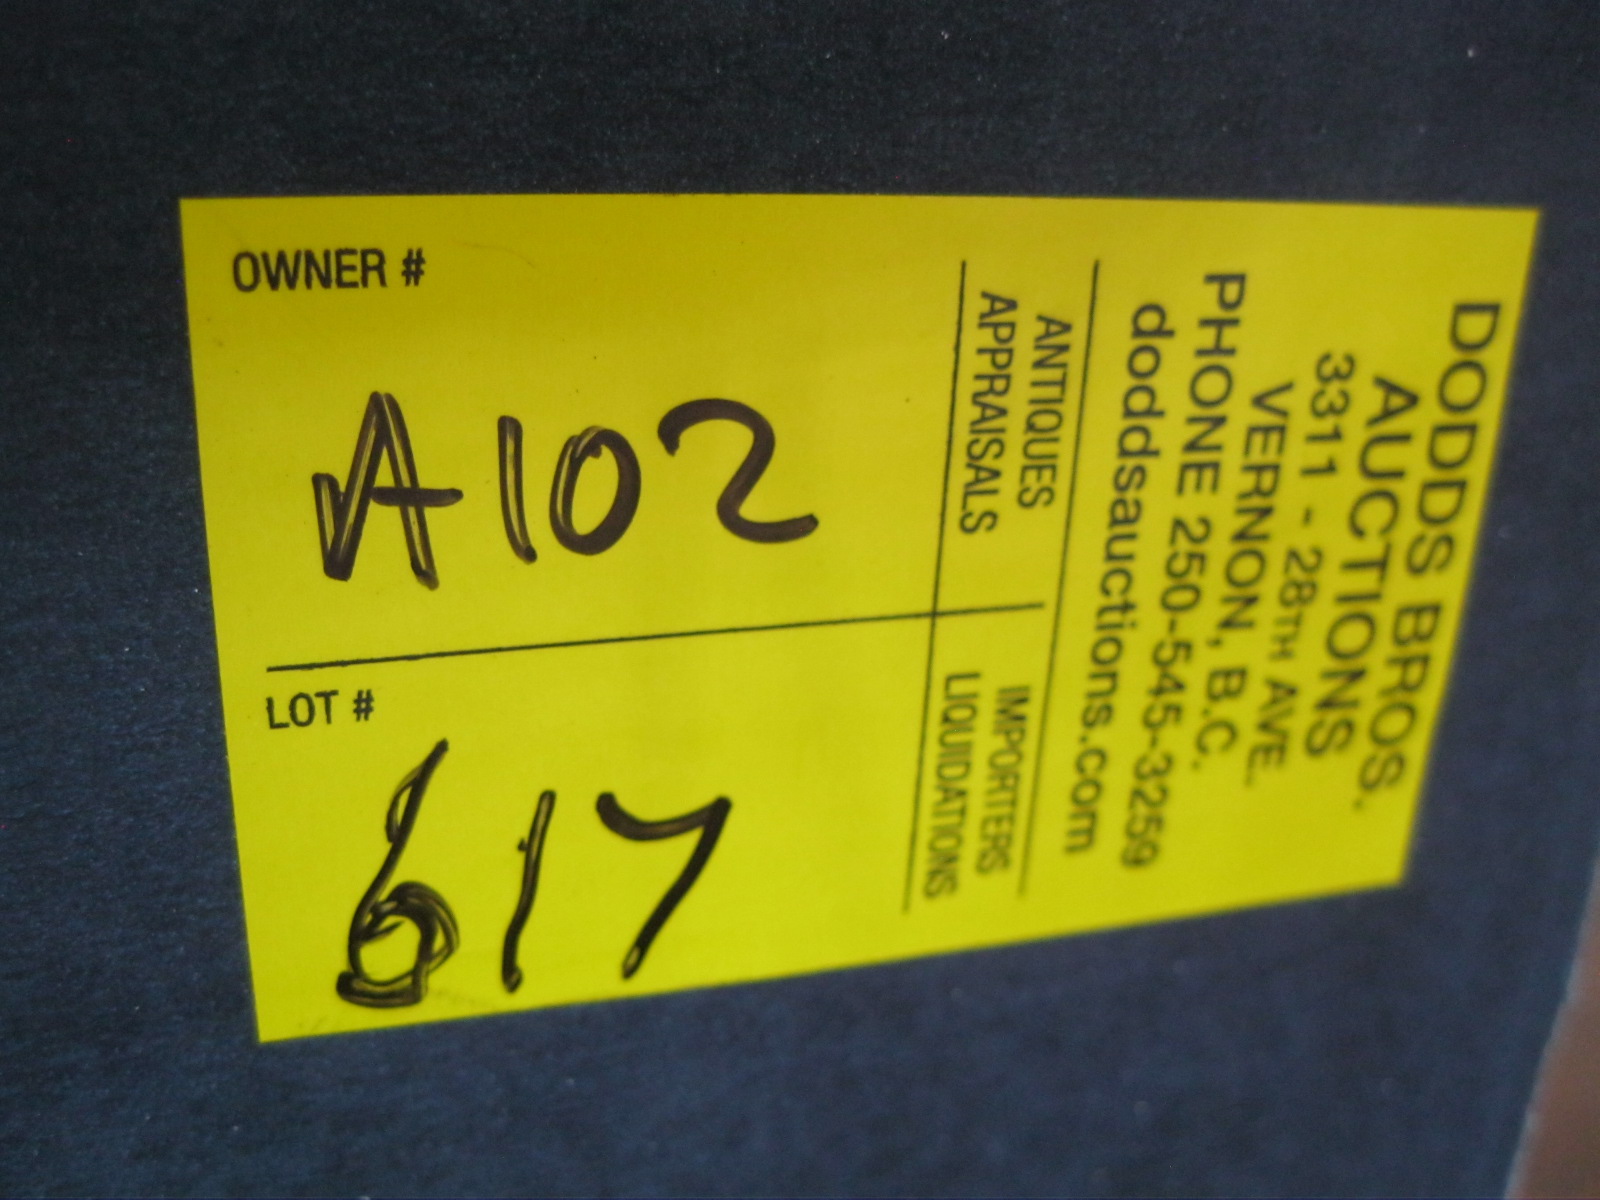 OWNER #
A102
LOT #
617
DODDS BROS.
AUCTIONS
3311 - 28TH AVE.
VERNON, B.C.
PHONE 250-545-3259
doddsauctions.com
ANTIQUES
APPRAISALS
IMPORTERS
LIQUIDATIONS